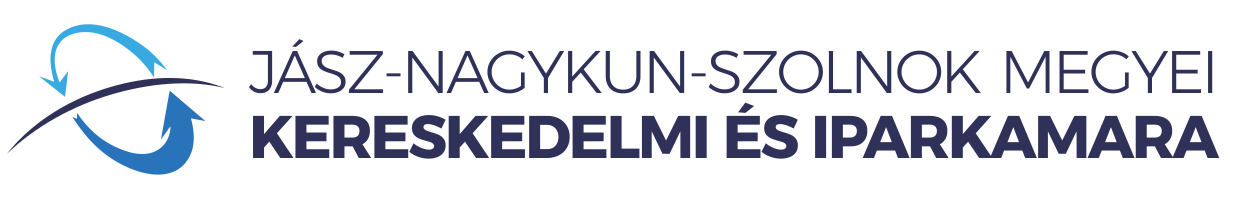 JÁSZ-NAGYKUN-SZOLNOK MEGYEI
KERESKEDELMI ÉS IPARKAMARA